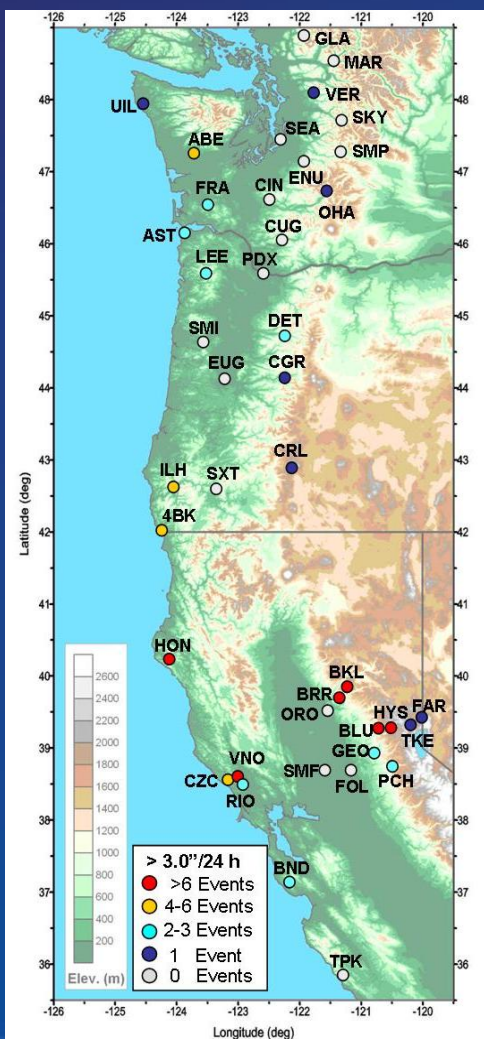 -126 -125 -124 -123 -122 -121 -120
GLA
MAR
48
VER
UIL
SKY
SEA
ABE
SMP
47
ENU
FRA
CIN
OHA
AST
CUG
46
LEE
PDX
DET
SMI
EUG
CGR
44
CRL
43
ILH
SXT
4BK
42
41
HON
40
BKL
BRR
ORO
HYS
FAR
BLU
TKE
39
GEO
VNO
CZC
SMF
FOL
PCH
RIO
38
BND
37
TPK
36
48
47
46
45
44
43
42
41
40
39
38
37
36
Latitude (deg)
2600
2400
2200
2000
1800
1600
1400
1200
1000
800
600
400
200
Elev. (m)
> 3.0"/24 h
>6 Events
4-6 Events
2-3 Events
1 Event
0 Events
-126 -125 -124 -123 -122 -121 -120
Longitude (deg)